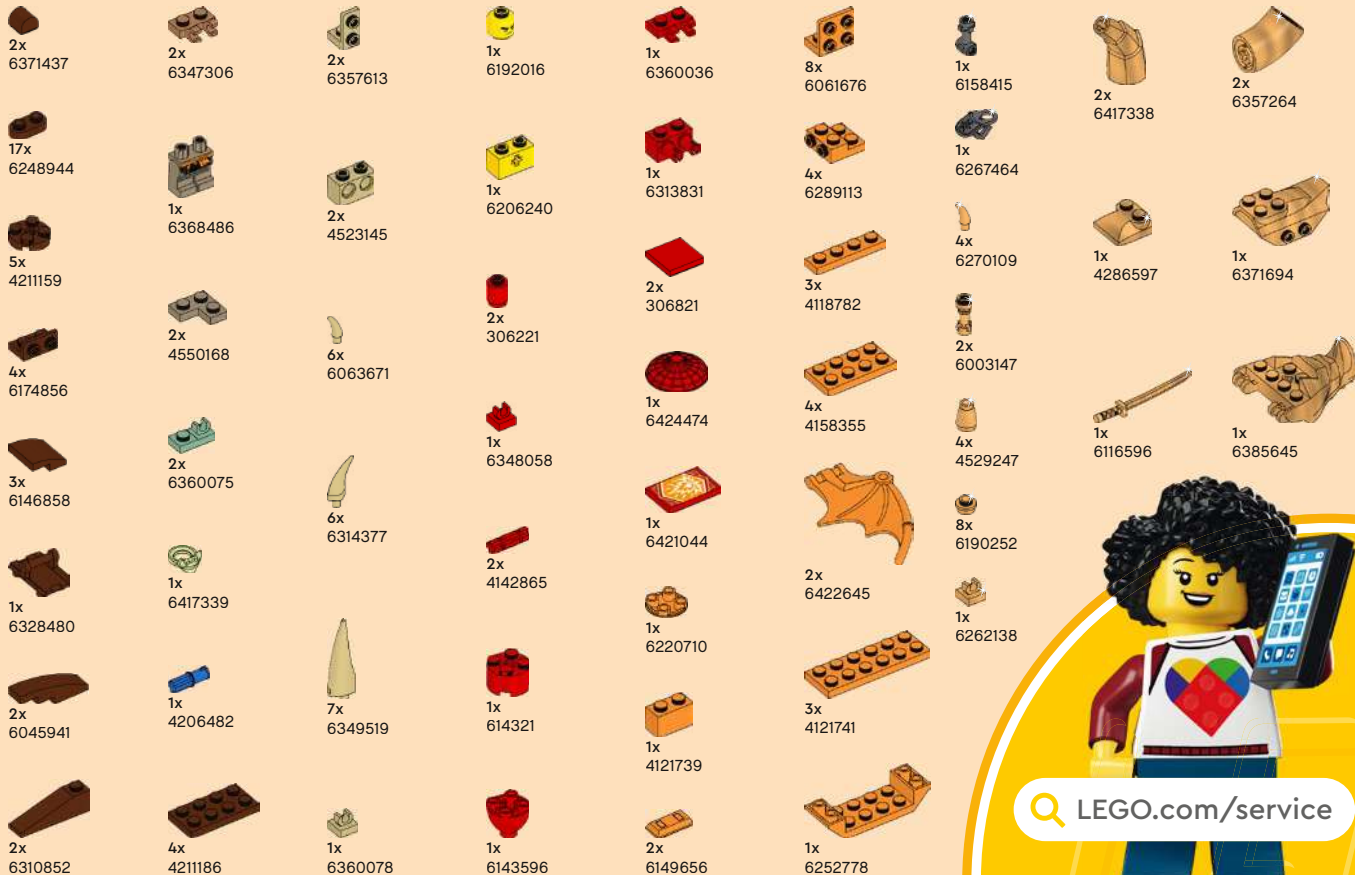 2x
6371437
17x
6248944
5x
4211159
4x
6174856
3x
6146858
1x
6328480
2x
6045941
2x
6310852
2x
6347306
1x
6368486
2x
4550168
2x
6360075
1x
6417339
1x
4206482
4x
4211186
2x
6357613
2x
4523145
6x
6063671
6x
6314377
7x
6349519
1x
6360078
1x
6192016
1x
6206240
2x
306221
1x
6348058
2x
4142865
1x
614321
1x
6143596
1x
6360036
1x
6313831
2x
306821
1x
6424474
1x
6421044
1x
6220710
1x
4121739
2x
6149656
8x
6061676
4x
6289113
3x
4118782
4x
4158355
2x
6422645
3x
4121741
1x
6252778
1x
6158415
1x
6267464
4x
6270109
2x
6003147
4x
4529247
8x
6190252
1x
6262138
2x
6417338
1x
4286597
1x
6116596
2x
6357264
1x
6371694
1x
6385645
LEGO.com/service